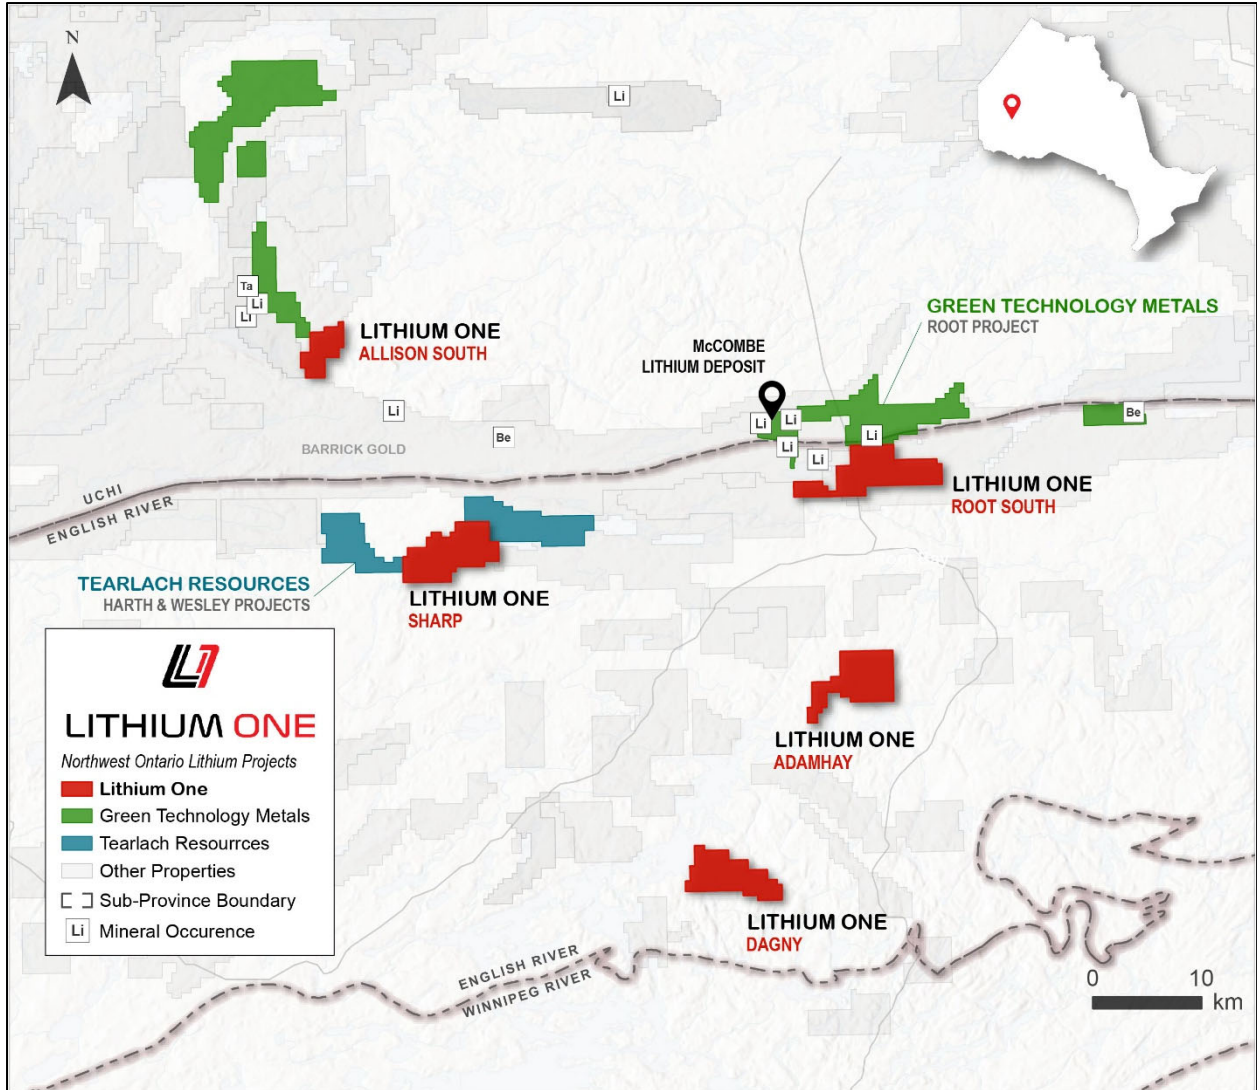 N
Li
Ta
Li
Li
LITHIUM ONE
ALLISON SOUTH
GREEN TECHNOLOGY METALS
ROOT PROJECT
McCOMBE
LITHIUM DEPOSIT
Li
Be
Li
Li
Li
Li
Li
Be
BARRICK GOLD
UCHI
ENGLISH RIVER
LITHIUM ONE
ROOT SOUTH
TEARLACH RESOURCES
HARTH & WESLEY PROJECTS
LITHIUM ONE
SHARP
LITHIUM ONE
ADAMHAY
LITHIUM ONE
DAGNY
ENGLISH RIVER
WINNIPEG RIVER
LITHIUM ONE
Northwest Ontario Lithium Projects
Lithium One
Green Technology Metals
Tearlach Resourrces
Other Properties
Sub-Province Boundary
Li Mineral Occurence
0 10
km